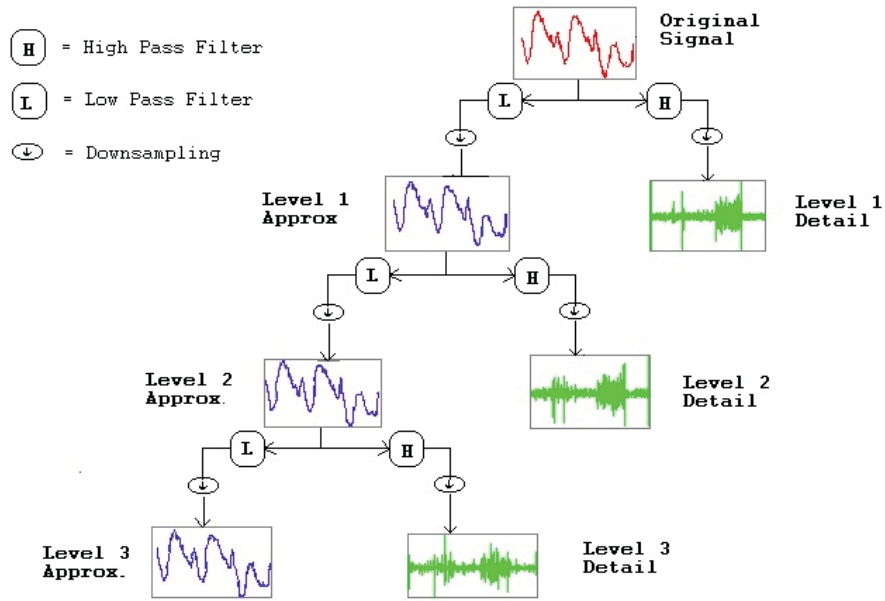 Original
Signal
H = High Pass Filter
L = Low Pass Filter
= Downsampling
L
H
Level 1
Approx
Level 1
Detail
L
H
Level 2
Approx.
Level 2
Detail
L
H
Level 3
Approx.
Level 3
Detail